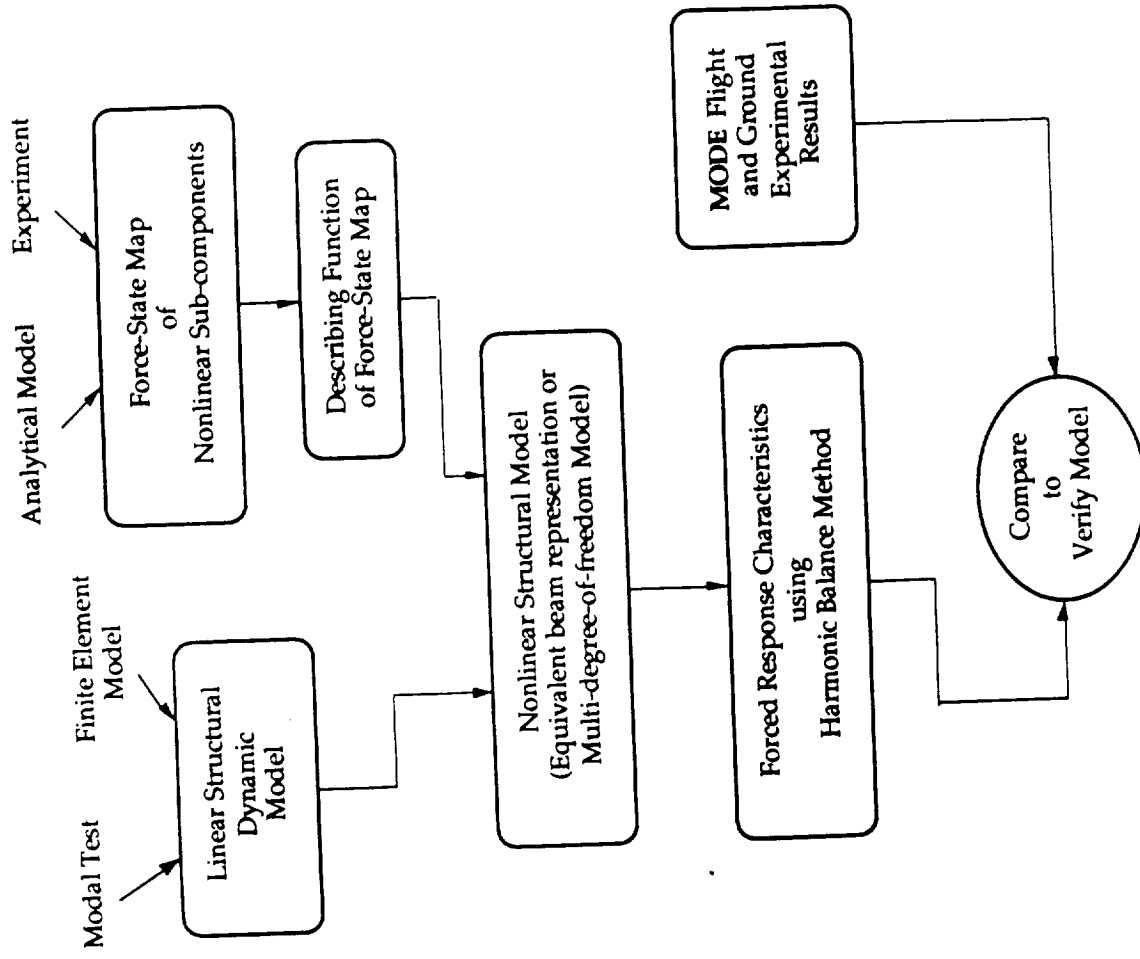 Modal Test
Finite Element
Model
Analytical Model
Experiment
Linear Structural
Dynamic
Model
Force-State Map
of
Nonlinear Sub-components
Describing Function
of Force-State Map
Nonlinear Structural Model
(Equivalent beam representation or
Multi-degree-of-freedom Model)
Forced Response Characteristics
using
Harmonic Balance Method
MODE Flight
and Ground
Experimental
Results
Compare
to
Verify Model